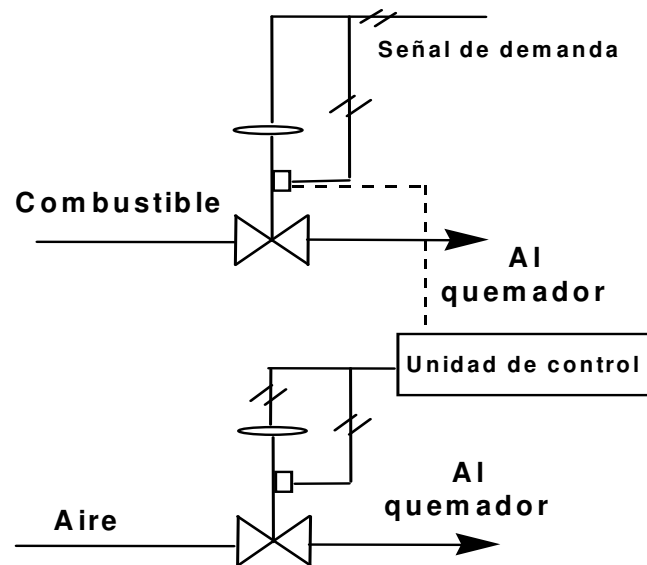 Señal de demanda
Combustible
Al
quemador
Unidad de control
Al
quemador
Aire